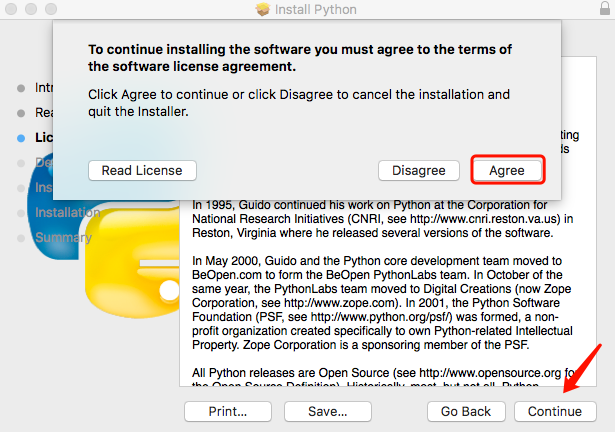 Install Python
To continue installing the software you must agree to the terms of
the software license agreement.
Click Agree to continue or click Disagree to cancel the installation and
quit the Installer.
Read License
Disagree
Agree
Lic
Installation
Summary
In 1995, Guido continued his work on Python at the Corporation for
National Research Initiatives (CNRI, see http://www.cnri.reston.va.us) in
Reston, Virginia where he released several versions of the software.
In May 2000, Guido and the Python core development team moved to
BeOpen.com to form the BeOpen PythonLabs team. In October of the
same year, the PythonLabs team moved to Digital Creations (now Zope
Corporation, see http://www.zope.com). In 2001, the Python Software
Foundation (PSF, see http://www.python.org/psf/) was formed, a non-
profit organization created specifically to own Python-related Intellectual
Property. Zope Corporation is a sponsoring member of the PSF.
All Python releases are Open Source (see http://www.opensource.org for
the Open Source Definition). Historically, most, but not all, Python
Print...
Save...
Go Back
Continue